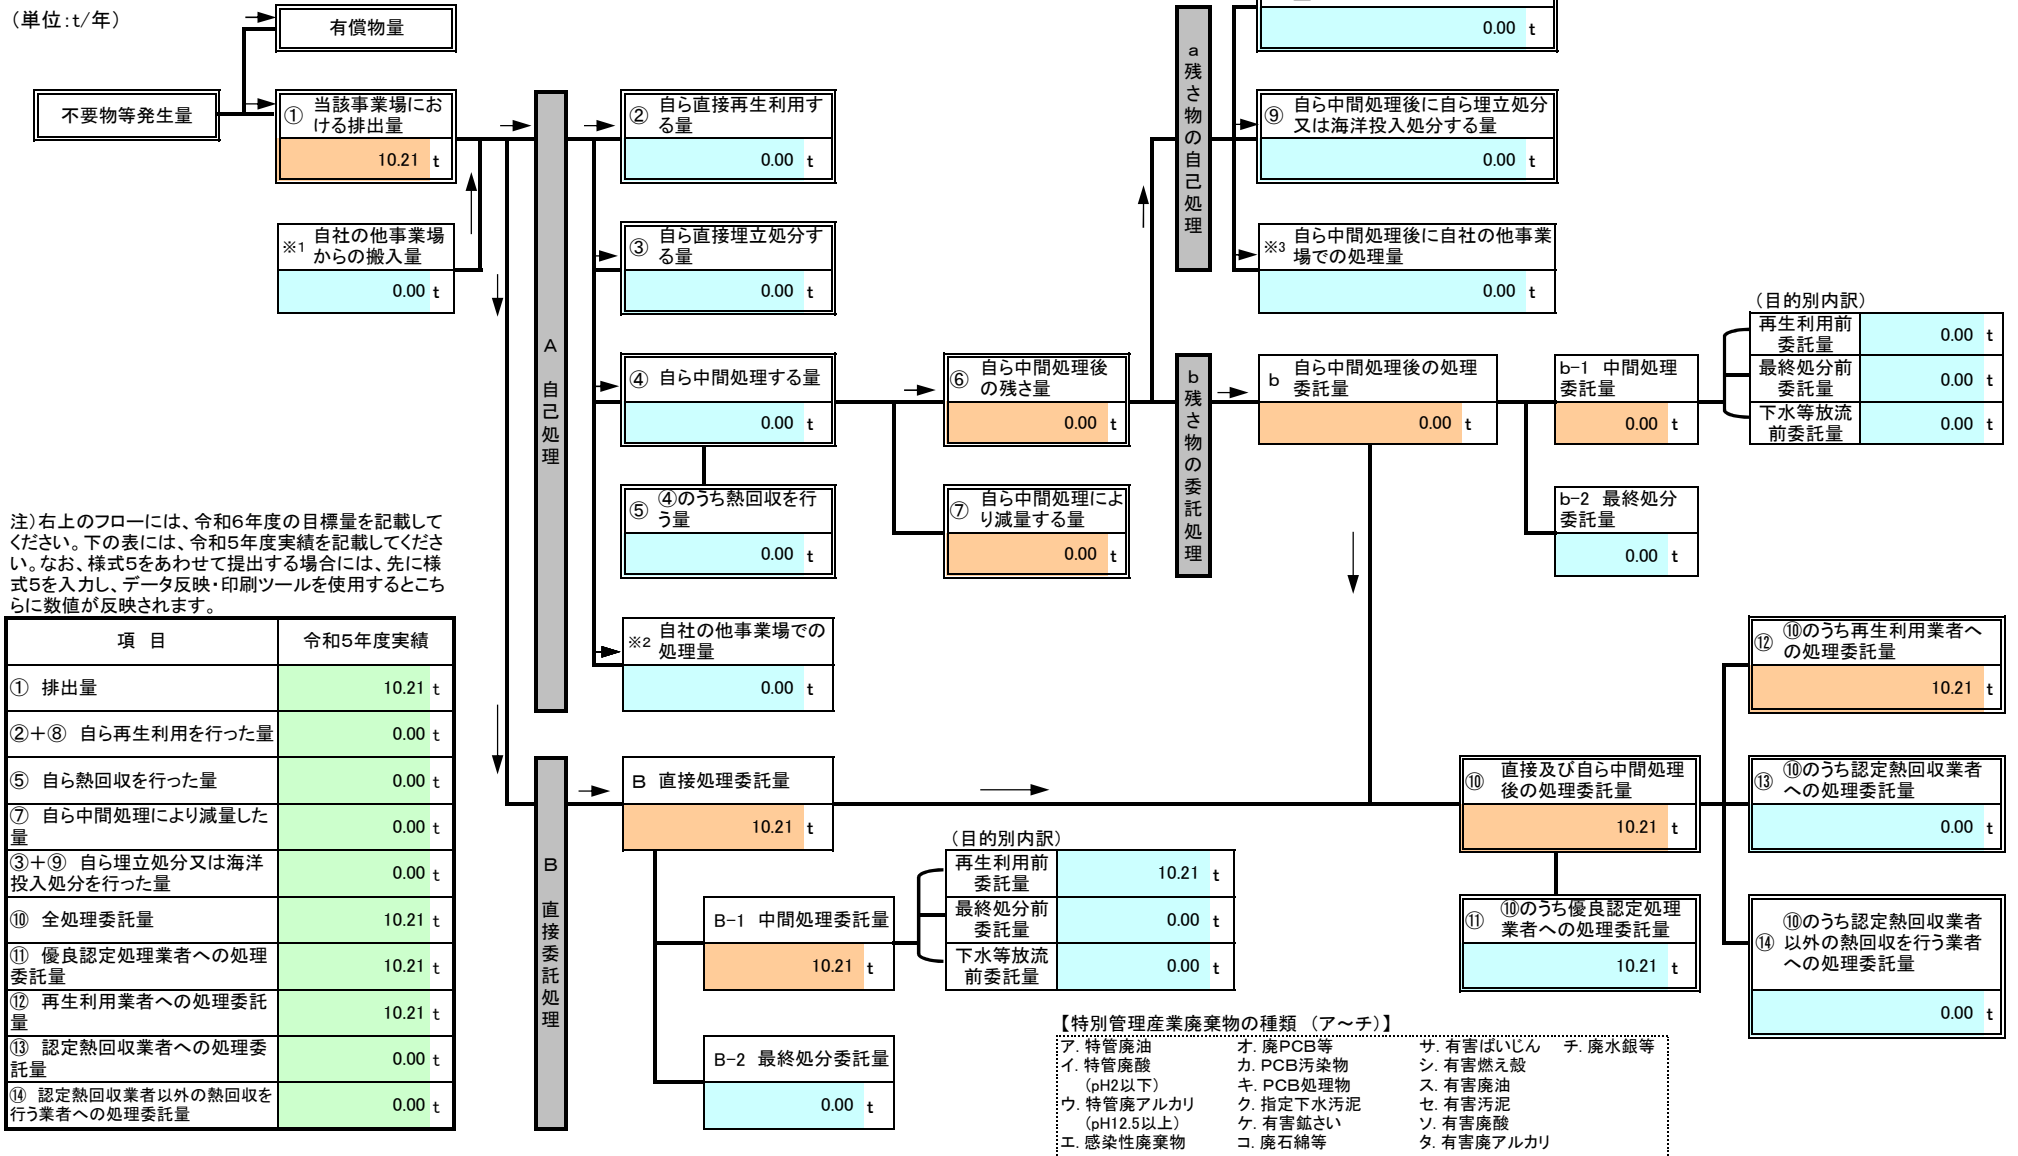 （単位：t/年）
有償物量
不要物等発生量
① 当該事業場にお
ける排出量
10.21 t
※1 自社の他事業場
からの搬入量
0.00 t
A 自己処理
② 自ら直接再生利用す
る量
0.00 t
③ 自ら直接埋立処分す
る量
0.00 t
④ 自ら中間処理する量
0.00 t
⑤ ④のうち熱回収を行
う量
0.00 t
※2 自社の他事業場での
処理量
0.00 t
⑥ 自ら中間処理後
の残さ量
0.00 t
⑦ 自ら中間処理によ
り減量する量
0.00 t
a 残さ物の自己処理
0.00 t
⑨ 自ら中間処理後に自ら埋立処分
又は海洋投入処分する量
0.00 t
※3 自ら中間処理後に自社の他事業
場での処理量
0.00 t
b 残さ物の委託処理
b 自ら中間処理後の処理
委託量
0.00 t
b-1 中間処理
委託量
0.00 t
b-2 最終処分
委託量
0.00 t
（目的別内訳）
再生利用前
委託量
0.00 t
最終処分前
委託量
0.00 t
下水等放流
前委託量
0.00 t
注）右上のフローには、令和6年度の目標量を記載して
ください。下の表には、令和5年度実績を記載してくださ
い。なお、様式5をあわせて提出する場合には、先に様
式5を入力し、データ反映・印刷ツールを使用するとこち
らに数値が反映されます。
項 目 令和5年度実績
① 排出量 10.21 t
②＋⑧ 自ら再生利用を行った量 0.00 t
⑤ 自ら熱回収を行った量 0.00 t
⑦ 自ら中間処理により減量した
量 0.00 t
③＋⑨ 自ら埋立処分又は海洋
投入処分を行った量 0.00 t
⑩ 全処理委託量 10.21 t
⑪ 優良認定処理業者への処理
委託量 10.21 t
⑫ 再生利用業者への処理委託
量 10.21 t
⑬ 認定熱回収業者への処理委
託量 0.00 t
⑭ 認定熱回収業者以外の熱回収を
行う業者への処理委託量 0.00 t
B 直接委託処理
B 直接処理委託量
10.21 t
B-1 中間処理委託量
10.21 t
B-2 最終処分委託量
0.00 t
（目的別内訳）
再生利用前
委託量
10.21 t
最終処分前
委託量
0.00 t
下水等放流
前委託量
0.00 t
⑩ 直接及び自ら中間処理
後の処理委託量
10.21 t
⑪ ⑩のうち優良認定処理
業者への処理委託量
10.21 t
⑫ ⑩のうち再生利用業者へ
の処理委託量
10.21 t
⑬ ⑩のうち認定熱回収業者
への処理委託量
0.00 t
⑭ ⑩のうち認定熱回収業者
以外の熱回収を行う業者
への処理委託量
0.00 t
【特別管理産業廃棄物の種類 （ア～チ）】
ア. 特管廃油 オ. 廃PCB等 サ. 有害ばいじん チ. 廃水銀等
イ. 特管廃酸 カ. PCB汚染物 シ. 有害燃え殻
（pH2以下） キ. PCB処理物 ス. 有害廃油
ウ. 特管廃アルカリ ク. 指定下水汚泥 セ. 有害汚泥
（pH12.5以上） ケ. 有害鉱さい ソ. 有害廃酸
エ. 感染性廃棄物 コ. 廃石綿等 タ. 有害廃アルカリ